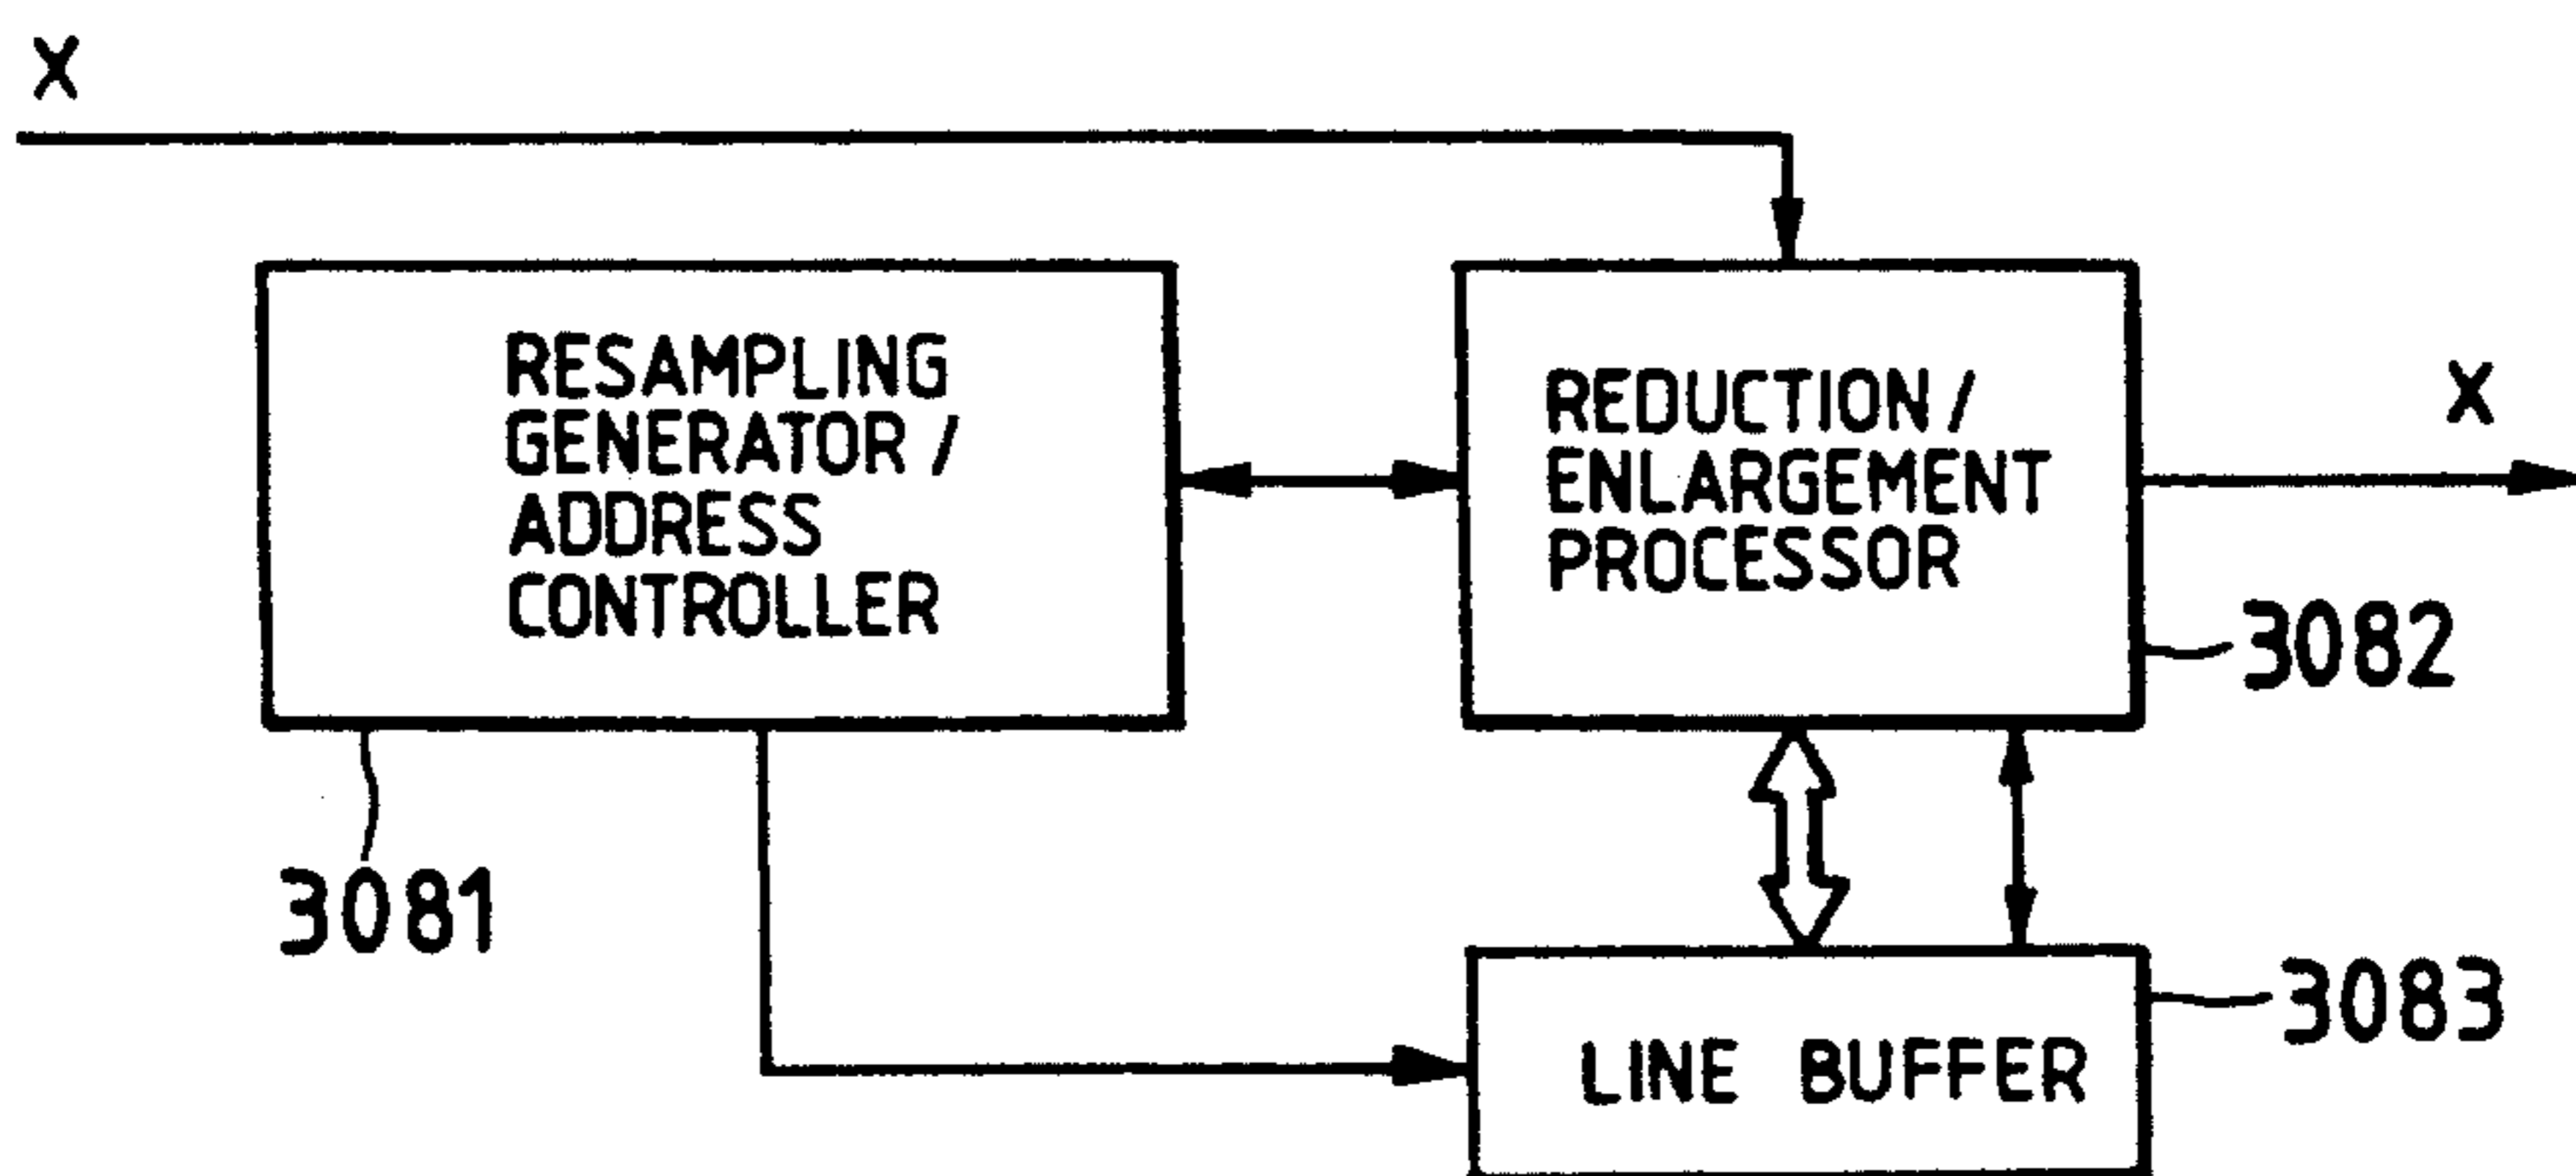 X
RESAMPLING
GENERATOR /
ADDRESS
CONTROLLER
3081
REDUCTION /
ENLARGEMENT
PROCESSOR
X
3082
3083
LINE BUFFER